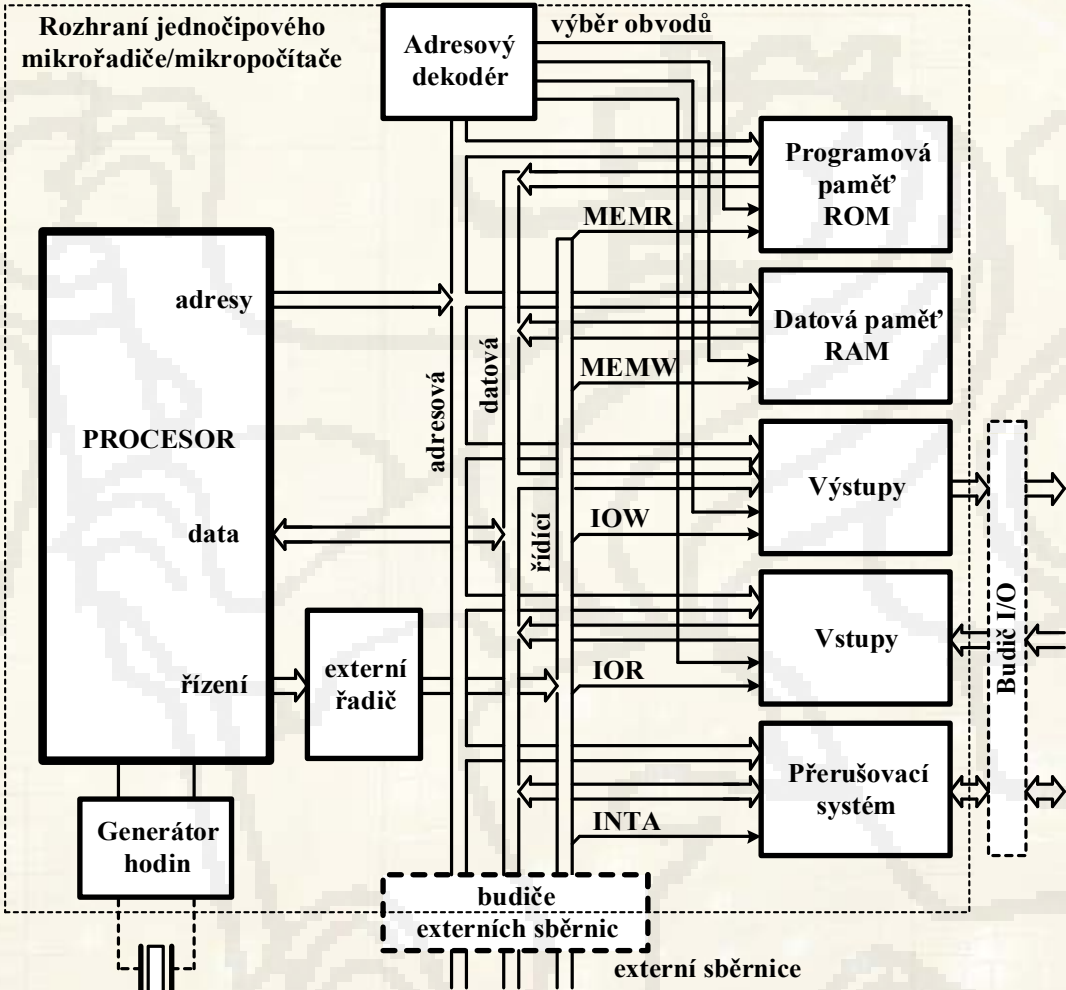 Rozhraní jednočipového
mikrořadiče/mikropočítače
Adresový
dekodér
výběr obvodů
Programová
paměť
ROM
MEMR
adresy
Datová paměť
RAM
MEMW
datová
adresová
PROCESOR
Výstupy
IOW
data
řídící
Vstupy
Budič I/O
IOR
řízení
externí
řadič
Přerušovací
systém
INTA
Generátor
hodin
budiče
externích sběrnic
externí sběrnice